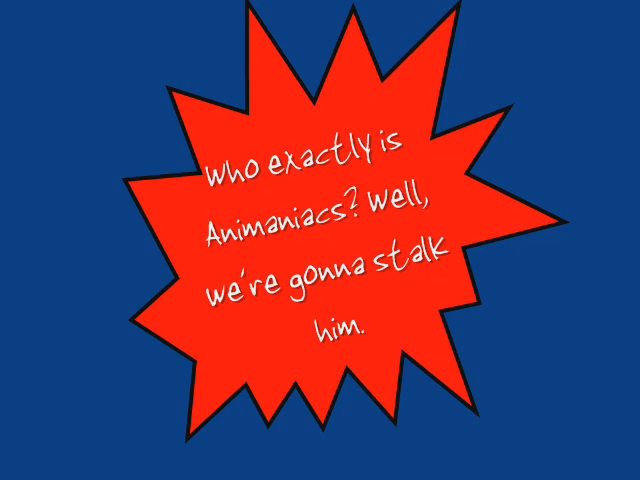 Who exactly is
Animaniacs? Well,
we're gonna stalk
him.